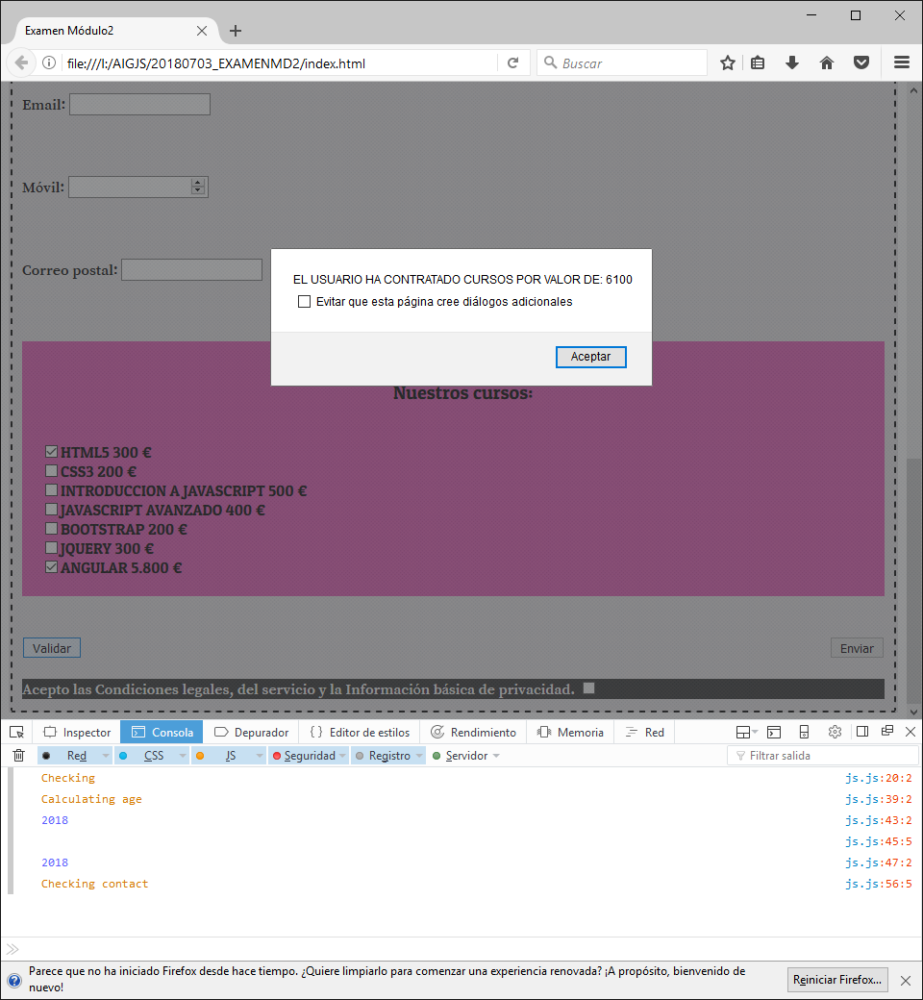 Examen Módulo2
file:///I:/AIGJS/20180703_EXAMENMD2/index.html
Buscar
Email:
Móvil:
Correo postal:
EL USUARIO HA CONTRATADO CURSOS POR VALOR DE: 6100
Evitar que esta página cree diálogos adicionales
Aceptar
Nuestros cursos:
HTML5 300 €
CSS3 200 €
INTRODUCCION A JAVASCRIPT 500 €
JAVASCRIPT AVANZADO 400 €
BOOTSTRAP 200 €
JQUERY 300 €
ANGULAR 5.800 €
Validar Enviar
Acepto las Condiciones legales, del servicio y la Información básica de privacidad.
Inspector Consola Depurador Editor de estilos Rendimiento Memoria Red
Red CSS JS Seguridad Registro Servidor Filtrar salida
Checking js.js:20:2
Calculating age js.js:39:2
2018 js.js:43:2
js.js:45:5
2018 js.js:47:2
Checking contact js.js:56:5
Parece que no ha iniciado Firefox desde hace tiempo. ¿Quiere limpiarlo para comenzar una experiencia renovada? ¡A propósito, bienvenido de
nuevo!
Reiniciar Firefox...